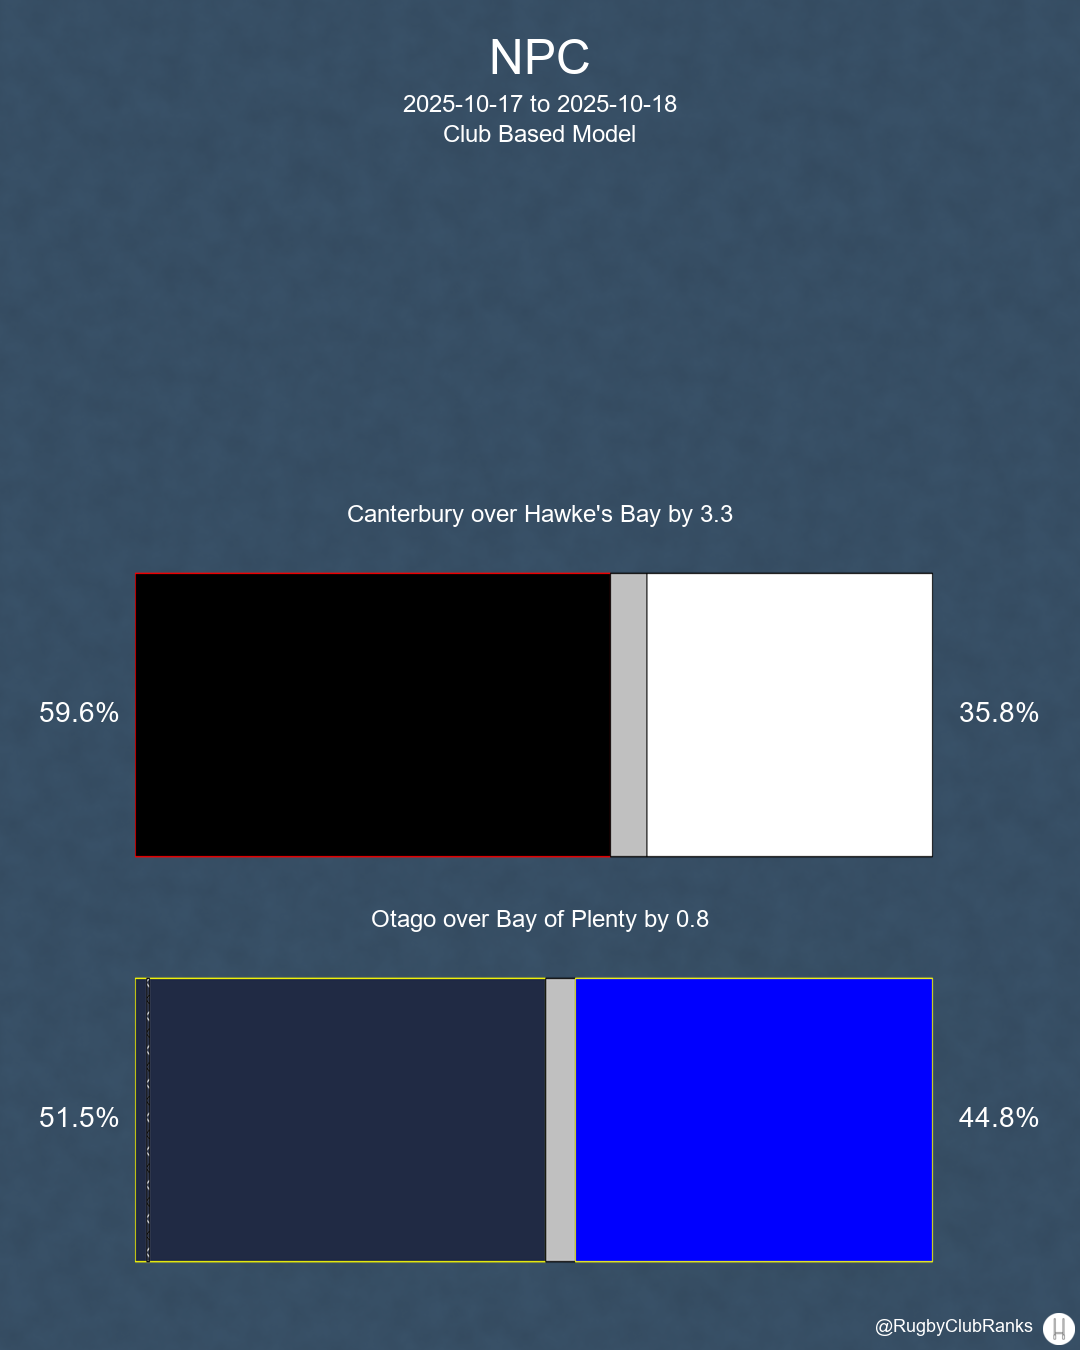 NPC
2025-10-17 to 2025-10-18
Club Based Model
Canterbury over Hawke's Bay by 3.3
59.6%
35.8%
Otago over Bay of Plenty by 0.8
51.5%
44.8%
@RugbyClubRanks